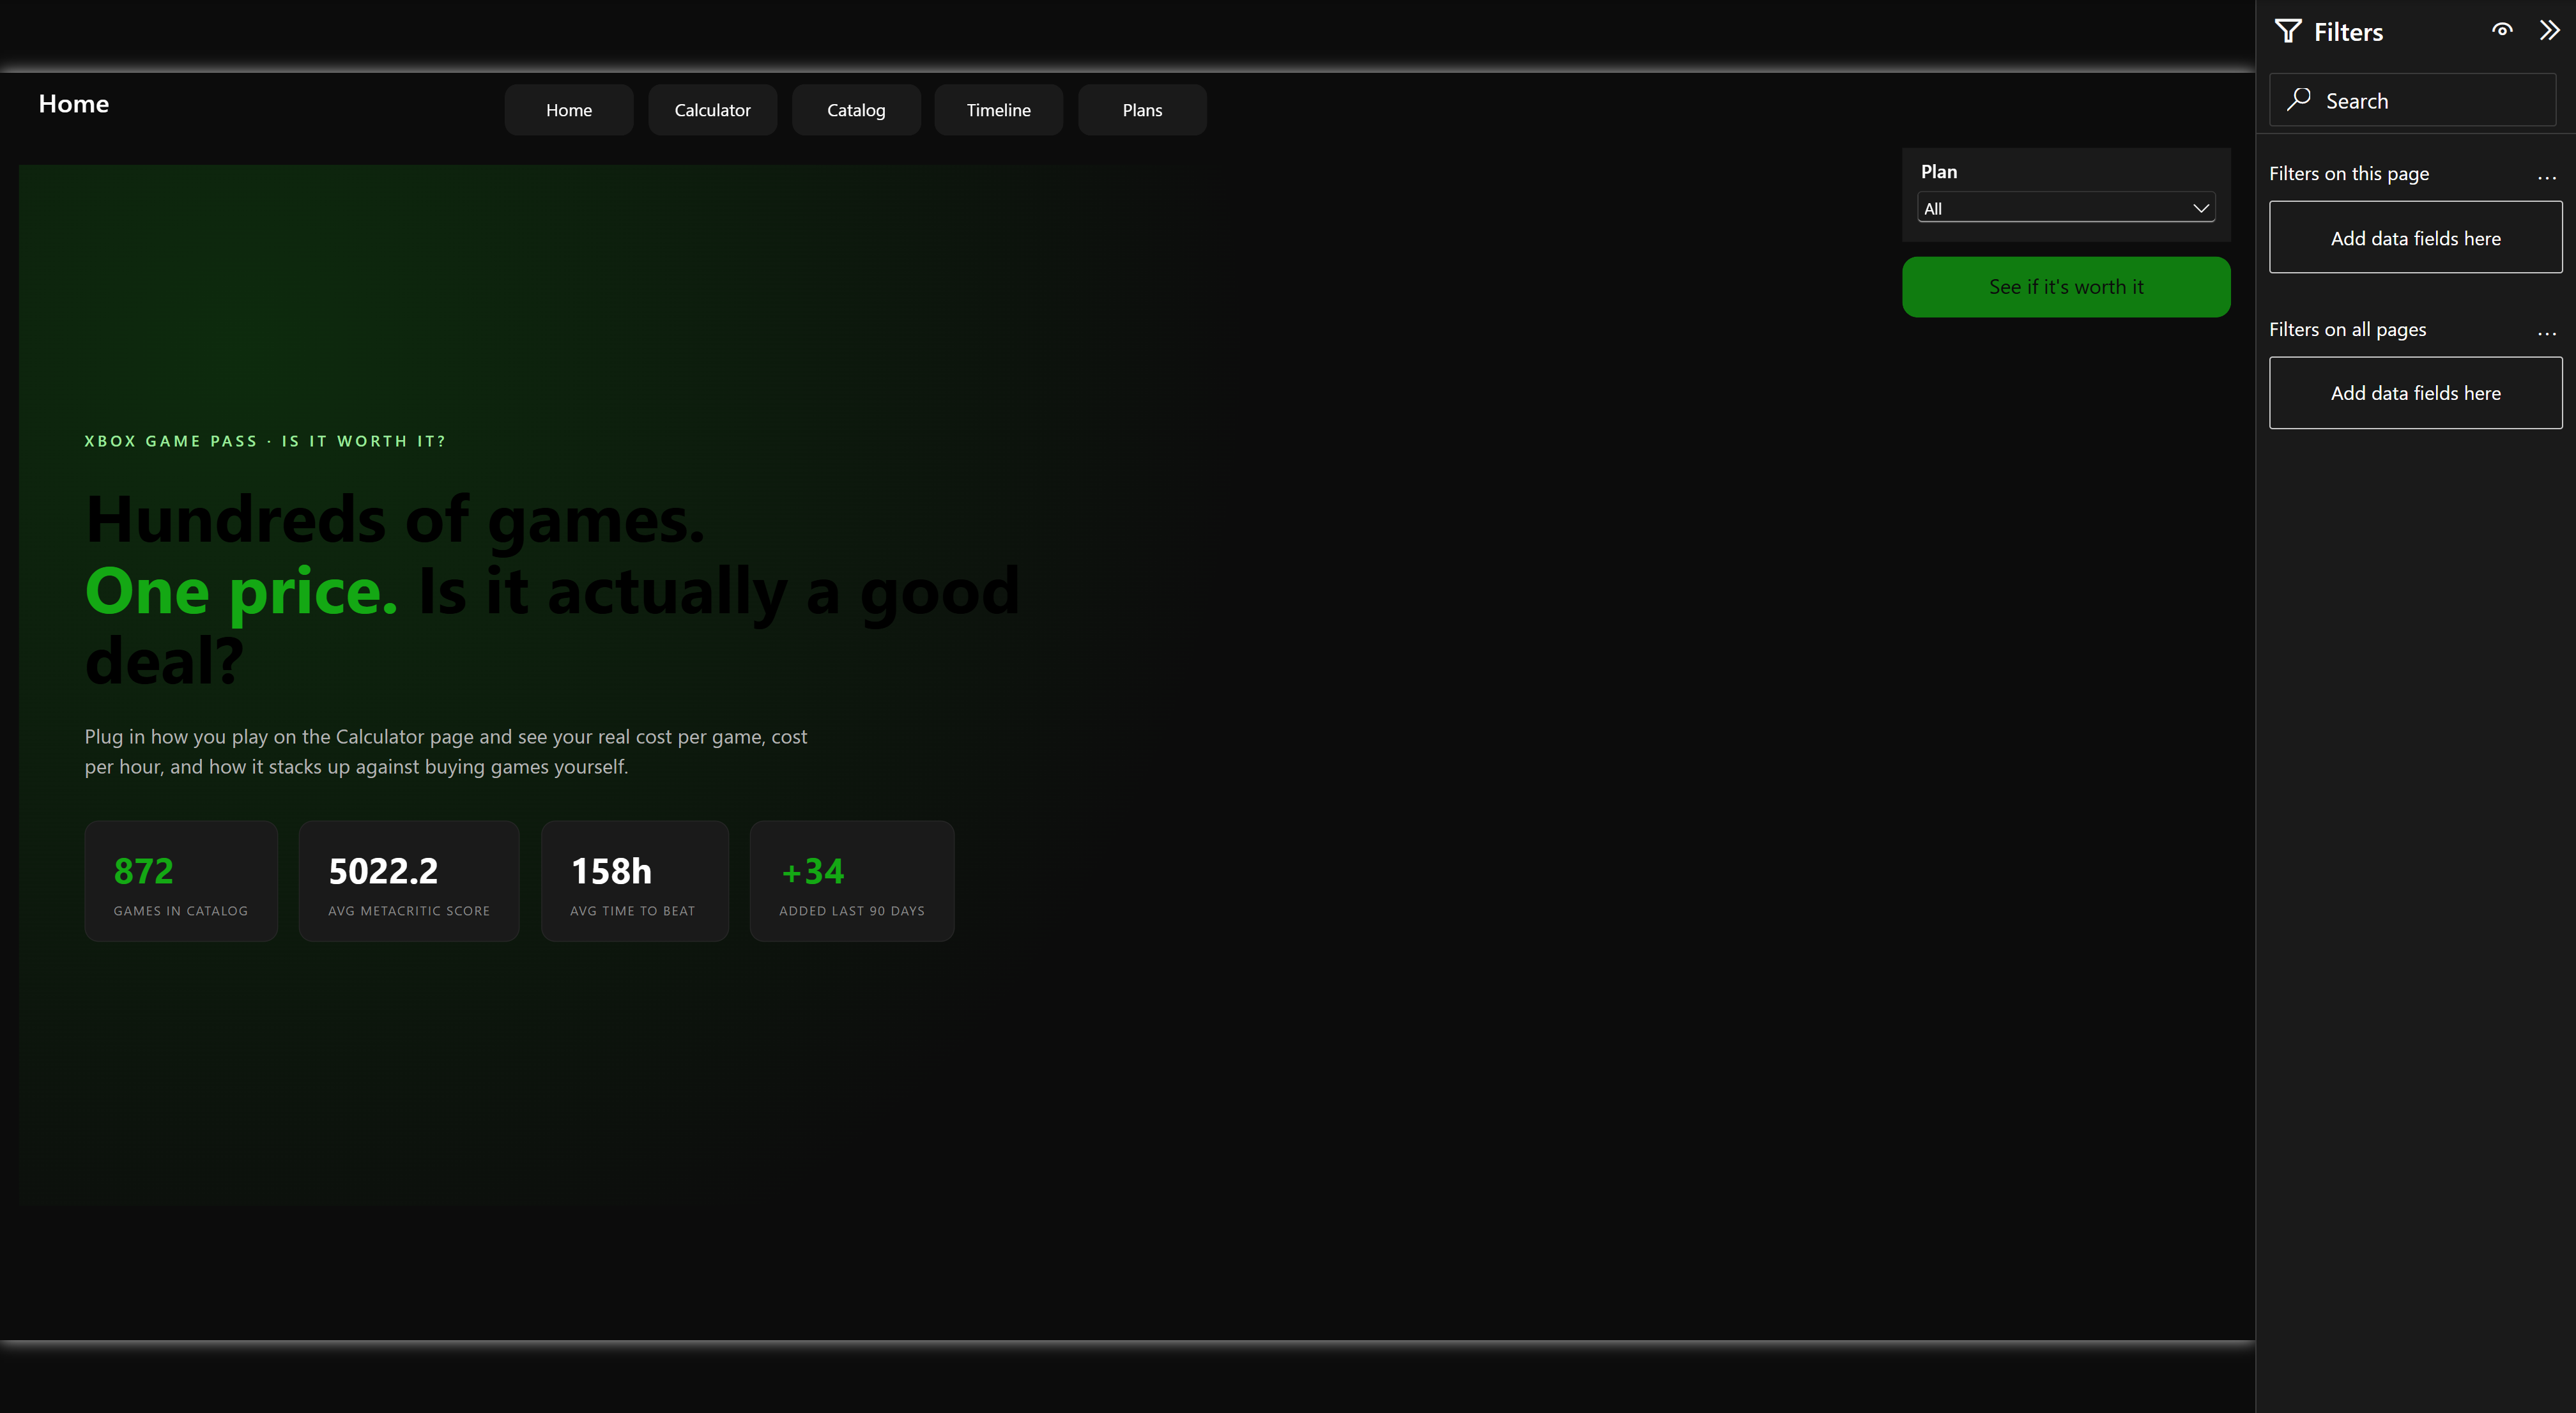 Home
Home
Calculator
Catalog
Timeline
Plans
Plan
All
See if it's worth it
XBOX GAME PASS · IS IT WORTH IT?
Hundreds of games.
One price. Is it actually a good
deal?
Plug in how you play on the Calculator page and see your real cost per game, cost
per hour, and how it stacks up against buying games yourself.
872
GAMES IN CATALOG
5022.2
AVG METACRITIC SCORE
158h
AVG TIME TO BEAT
+34
ADDED LAST 90 DAYS
Filters
Search
Filters on this page
...
Add data fields here
Filters on all pages
...
Add data fields here